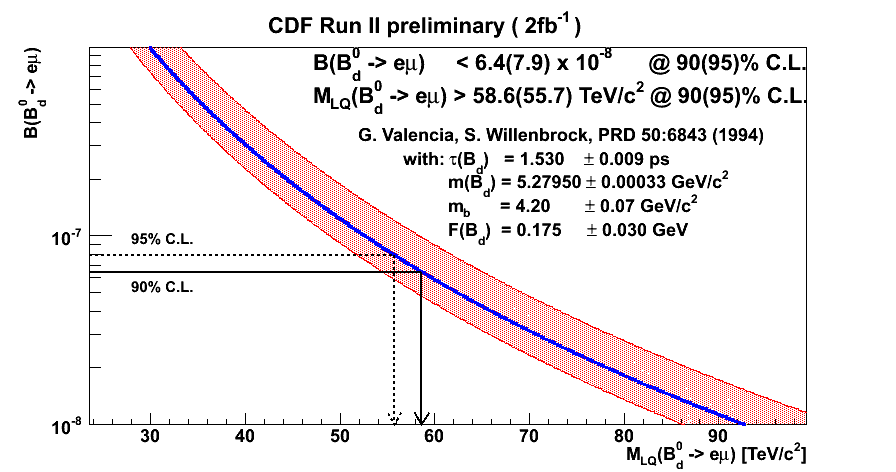 CDF Run II preliminary ( 2fb⁻¹ )
B(B⁰d -> eμ) < 6.4(7.9) x 10⁻⁸ @ 90(95)% C.L.
MLQ(B⁰d -> eμ) > 58.6(55.7) TeV/c² @ 90(95)% C.L.
G. Valencia, S. Willenbrock, PRD 50:6843 (1994)
with: τ(Bd) = 1.530 ± 0.009 ps
m(Bd) = 5.27950 ± 0.00033 GeV/c²
mb = 4.20 ± 0.07 GeV/c²
F(Bd) = 0.175 ± 0.030 GeV
B(B⁰d -> eμ)
10⁻⁷
95% C.L.
90% C.L.
10⁻⁸
30 40 50 60 70 80 90
MLQ(B⁰d -> eμ) [TeV/c²]